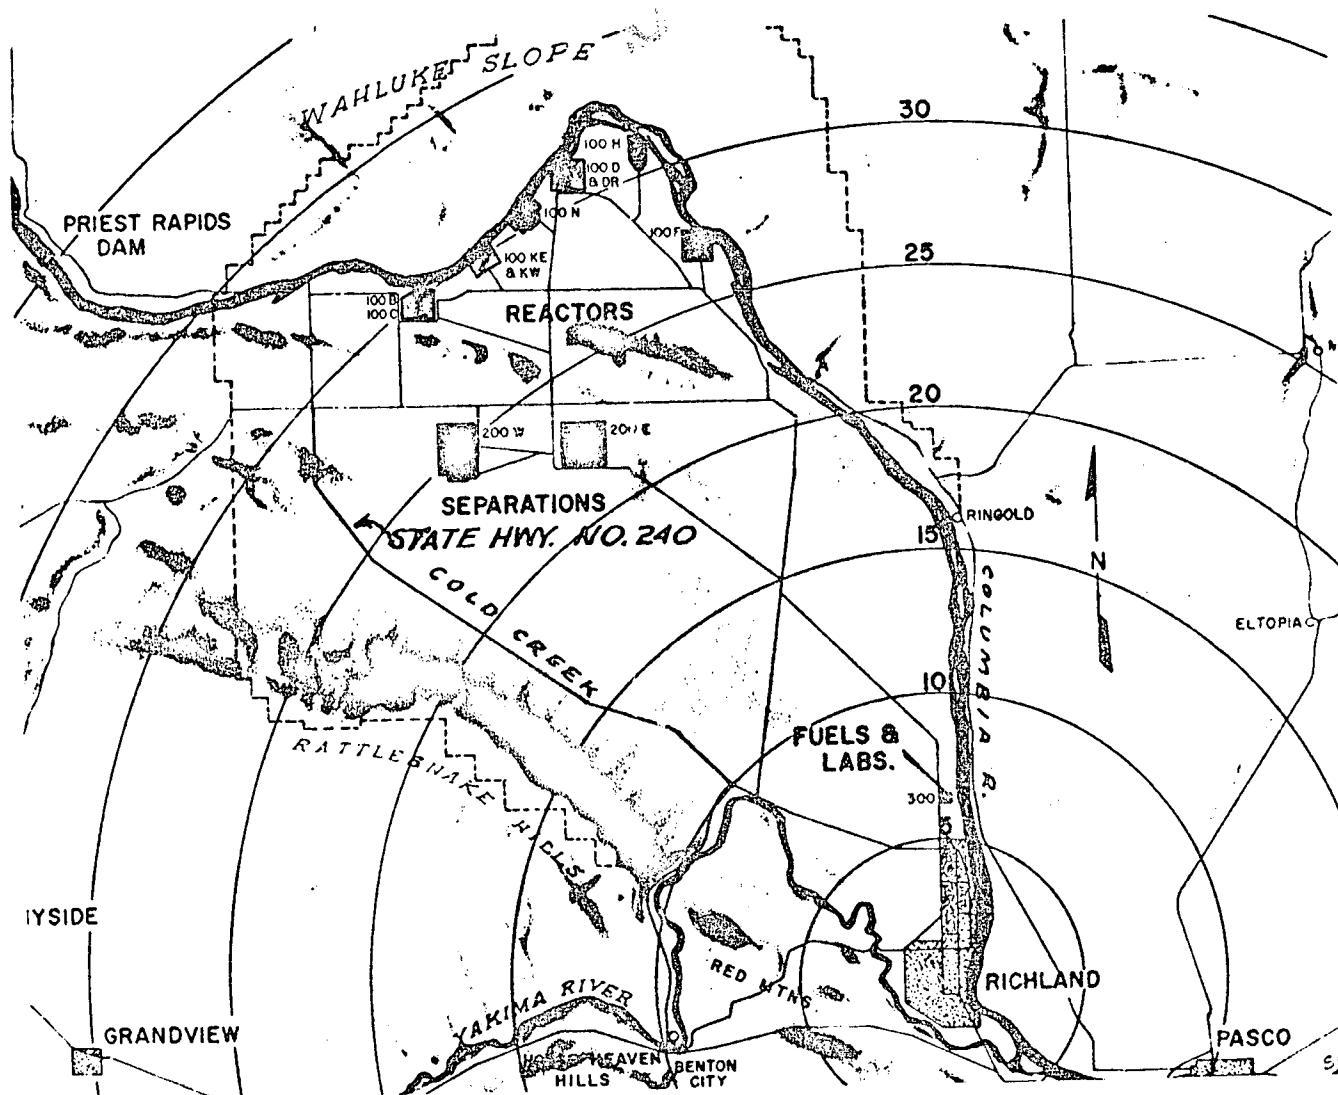 WAHLUKE SLOPE
30
100 H
100 D
& DR
PRIEST RAPIDS
DAM
100 N
100 F
25
100 KE
& KW
100 B
100 C
REACTORS
20
200 W
200 E
SEPARATIONS
RINGOLD
STATE HWY. NO. 240
15
N
COLD CREEK
COLUMBIA R.
ELTOPIA
10
FUELS &
LABS.
RATTLESNAKE HILLS
300
5
IYSIDE
RED MTNS
RICHLAND
YAKIMA RIVER
GRANDVIEW
PASCO
HEAVEN
HILLS
BENTON
CITY